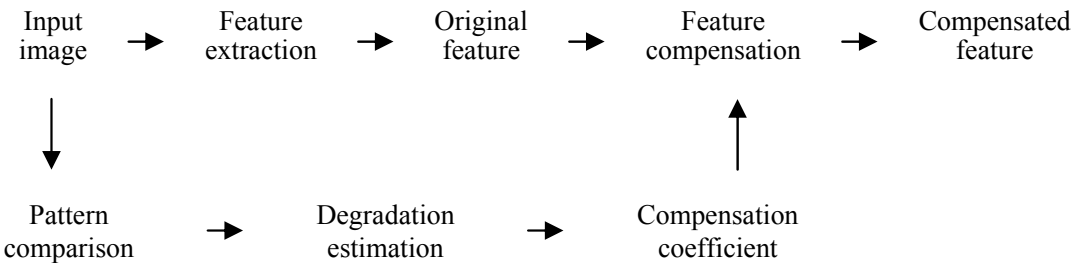 Input
image
Feature
extraction
Original
feature
Feature
compensation
Compensated
feature
Pattern
comparison
Degradation
estimation
Compensation
coefficient